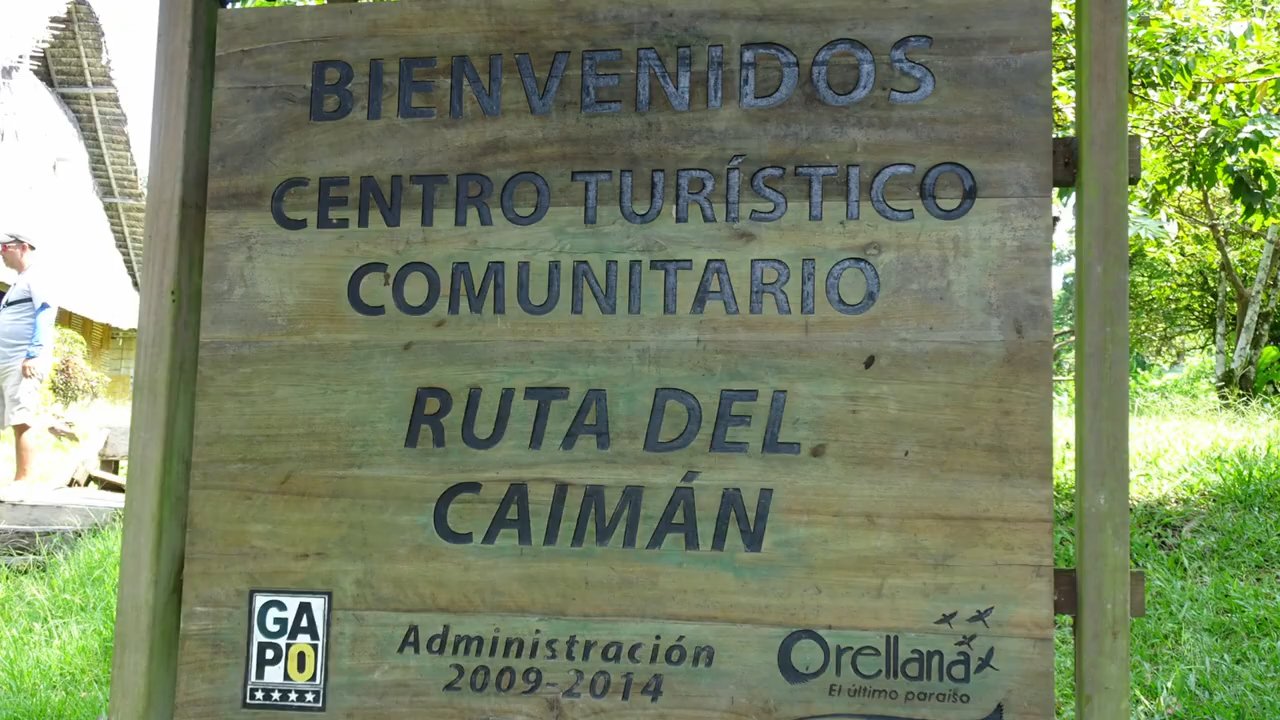 BIENVENIDOS
CENTRO TURÍSTICO
COMUNITARIO
RUTA DEL
CAIMÁN
GA
PO
Administración
2009-2014
Orellana
El último paraíso